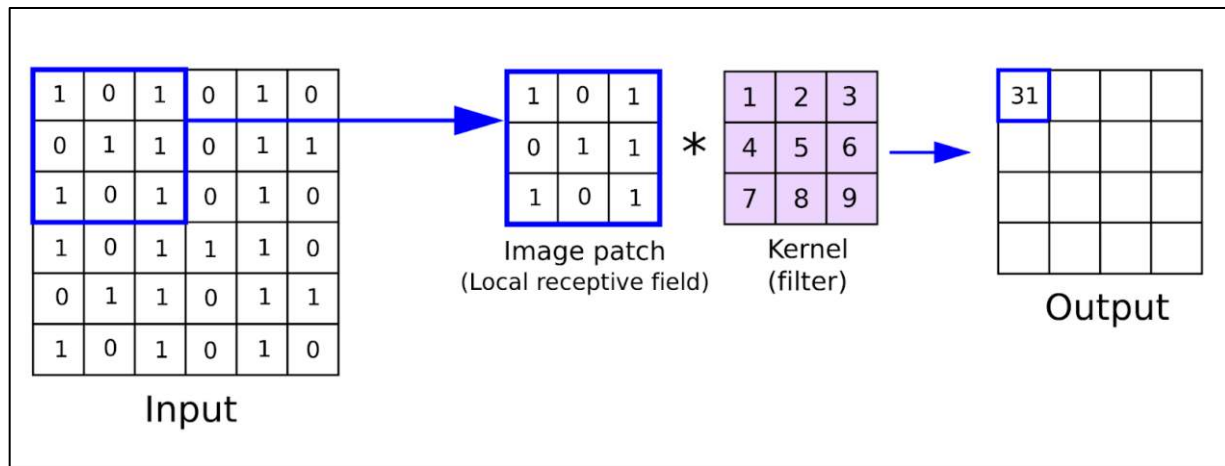 1 0 1 0 1 0
0 1 1 0 1 1
1 0 1 0 1 0
1 0 1 1 1 0
0 1 1 0 1 1
1 0 1 0 1 0
Input
1 0 1
0 1 1
1 0 1
Image patch
(Local receptive field)
*
1 2 3
4 5 6
7 8 9
Kernel
(filter)
31
Output